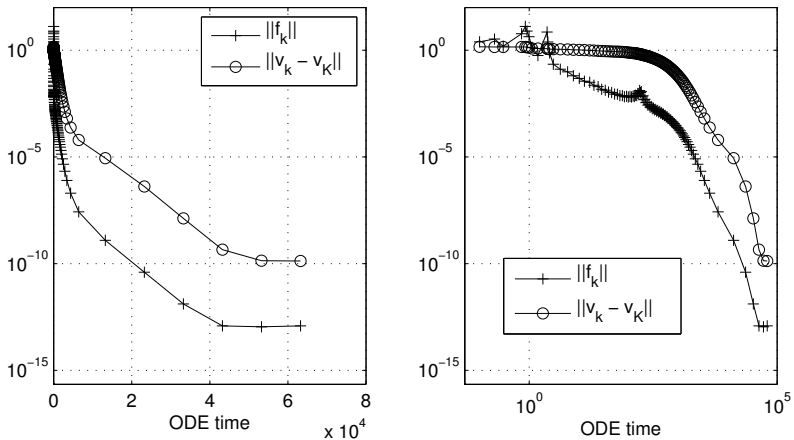 10^0
10^-5
10^-10
10^-15
||f_k||
||v_k – v_K||
0
2
4
6
8
x 10^4
ODE time
10^0
10^-5
10^-10
10^-15
||f_k||
||v_k – v_K||
10^0
10^5
ODE time